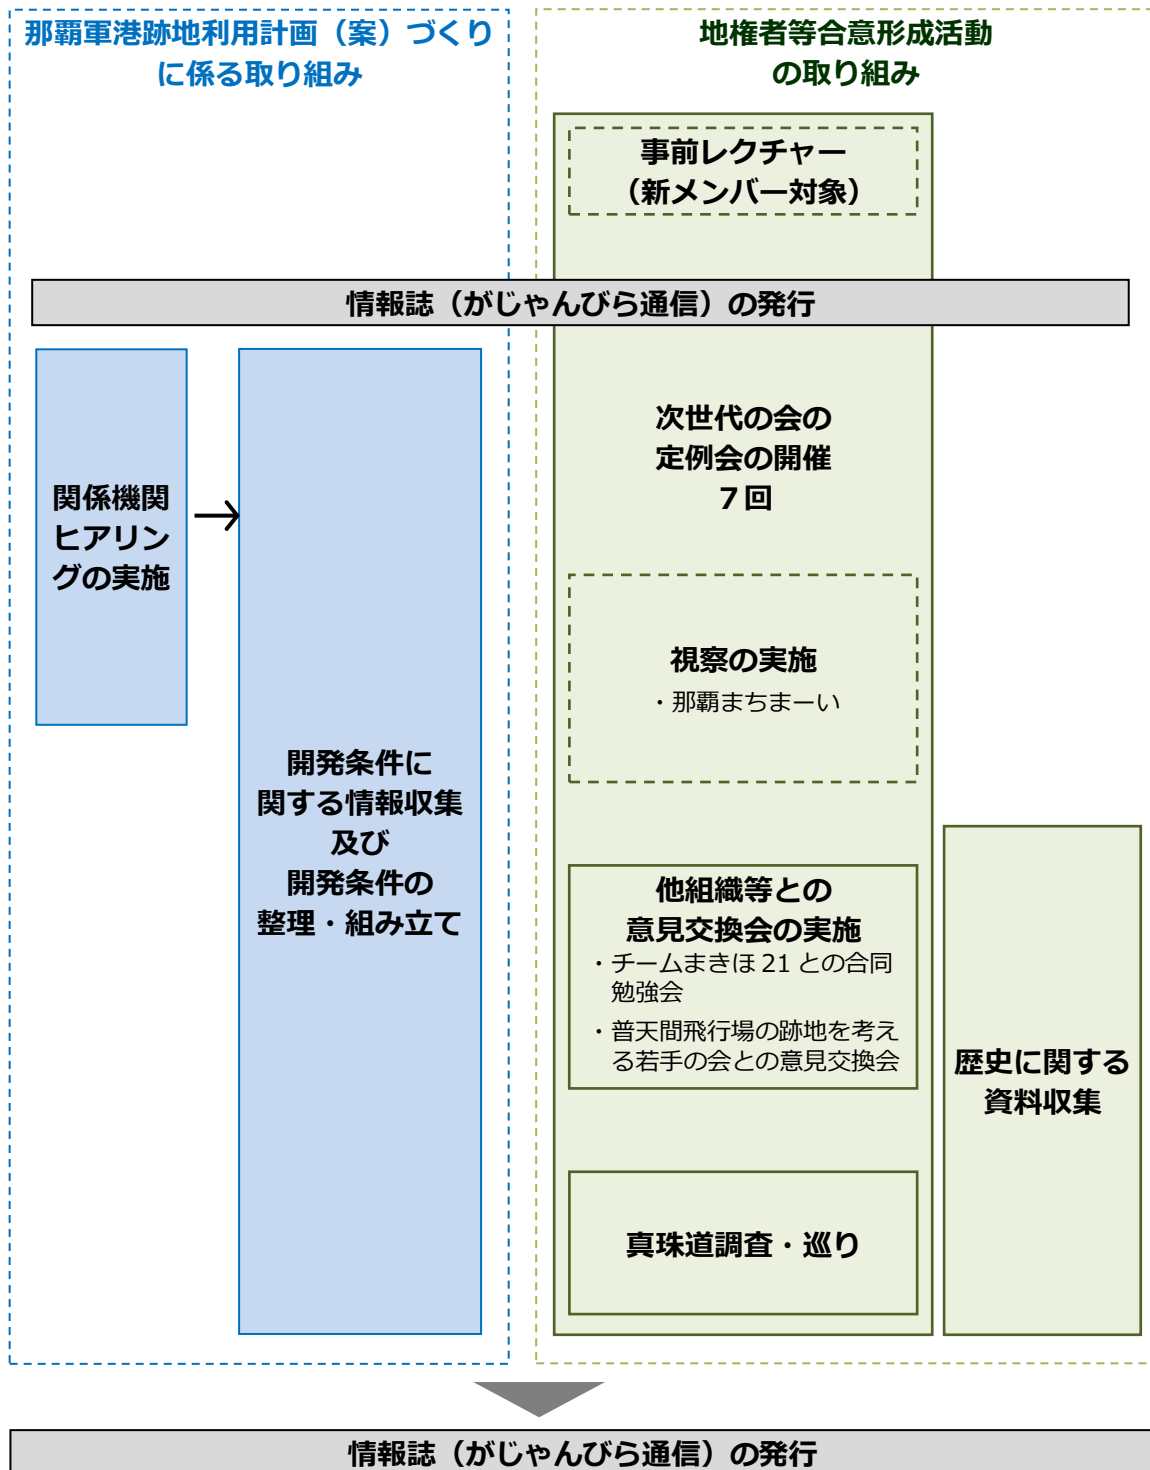 那覇軍港跡地利用計画（案）づくり
に係る取り組み
地権者等合意形成活動
の取り組み
事前レクチャー
（新メンバー対象）
情報誌（がじゃんびら通信）の発行
関係機関
ヒアリン
グの実施
開発条件に
関する情報収集
及び
開発条件の
整理・組み立て
次世代の会の
定例会の開催
７回
視察の実施
・那覇まちまーい
他組織等との
意見交換会の実施
・チームまきほ 21 との合同
勉強会
・普天間飛行場の跡地を考え
る若手の会との意見交換会
真珠道調査・巡り
歴史に関する
資料収集
情報誌（がじゃんびら通信）の発行